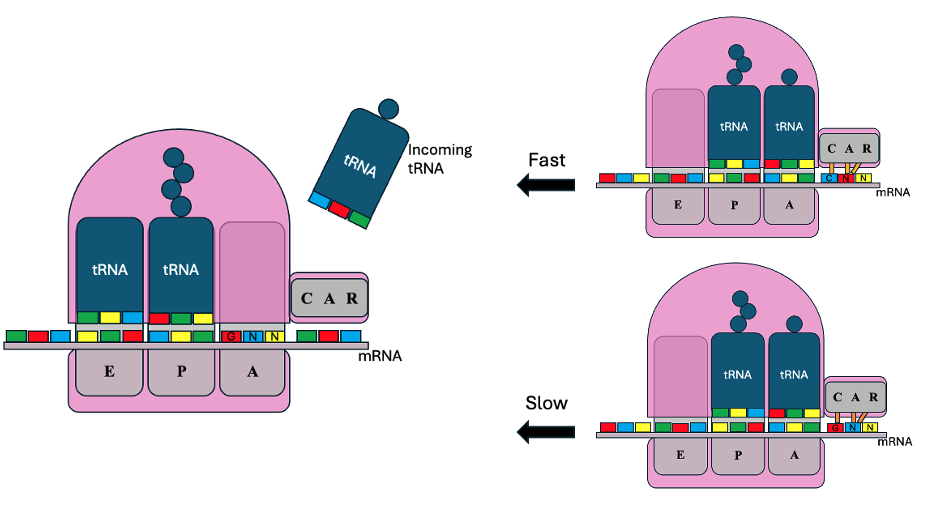 tRNA
Incoming
tRNA
tRNA
tRNA
C A R
G N N
mRNA
E
P
A
Fast
tRNA
tRNA
C A R
C N N
mRNA
E
P
A
Slow
tRNA
tRNA
C A R
G N N
mRNA
E
P
A